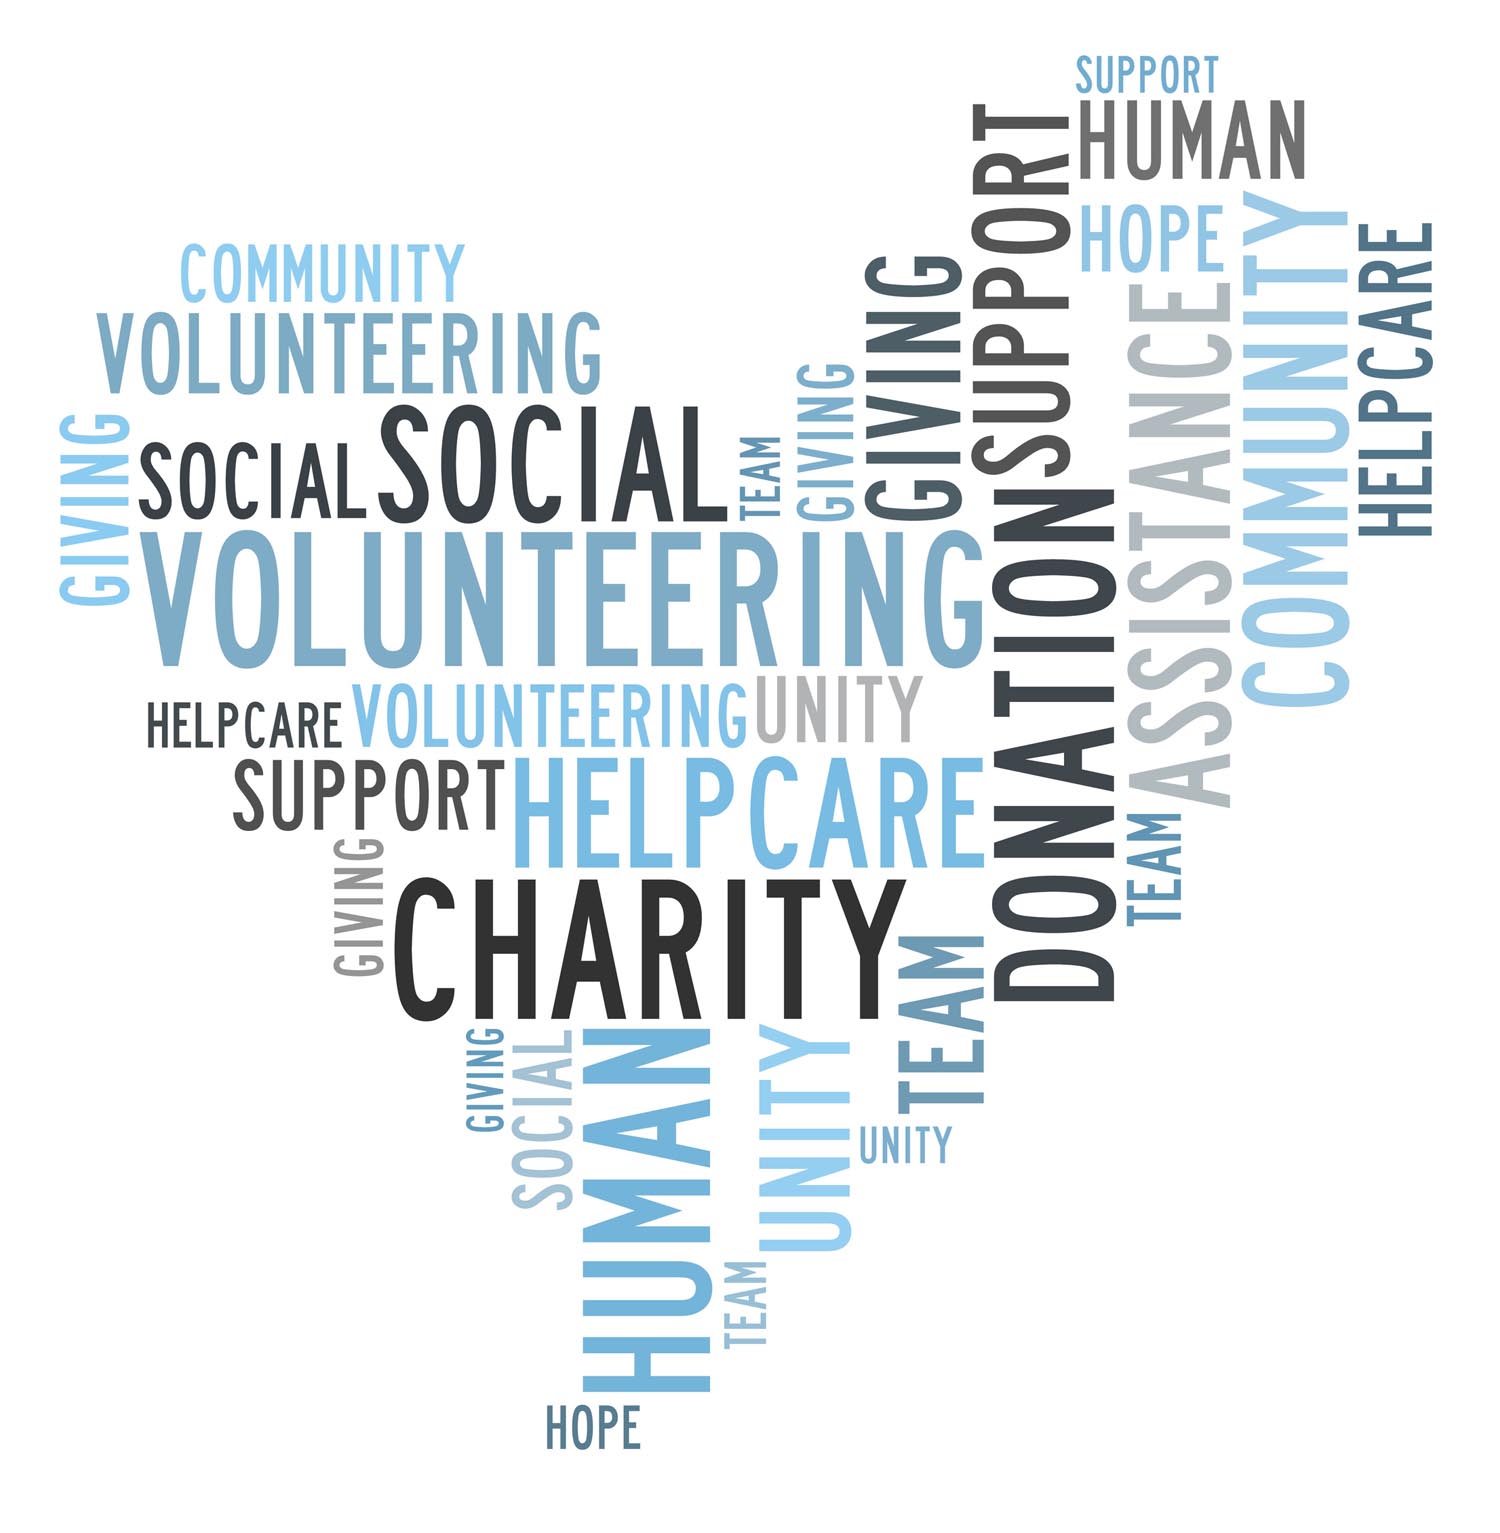 SUPPORT
HUMAN
SUPPORT
HOPE
COMMUNITY
HELPCARE
COMMUNITY
GIVING
ASSISTANCE
VOLUNTEERING
GIVING
GIVING
SOCIAL
SOCIAL
TEAM
DONATION
VOLUNTEERING
HELPCARE
VOLUNTEERING
UNITY
SUPPORT
HELPCARE
TEAM
GIVING
CHARITY
TEAM
GIVING
SOCIAL
HUMAN
UNITY
UNITY
TEAM
HOPE